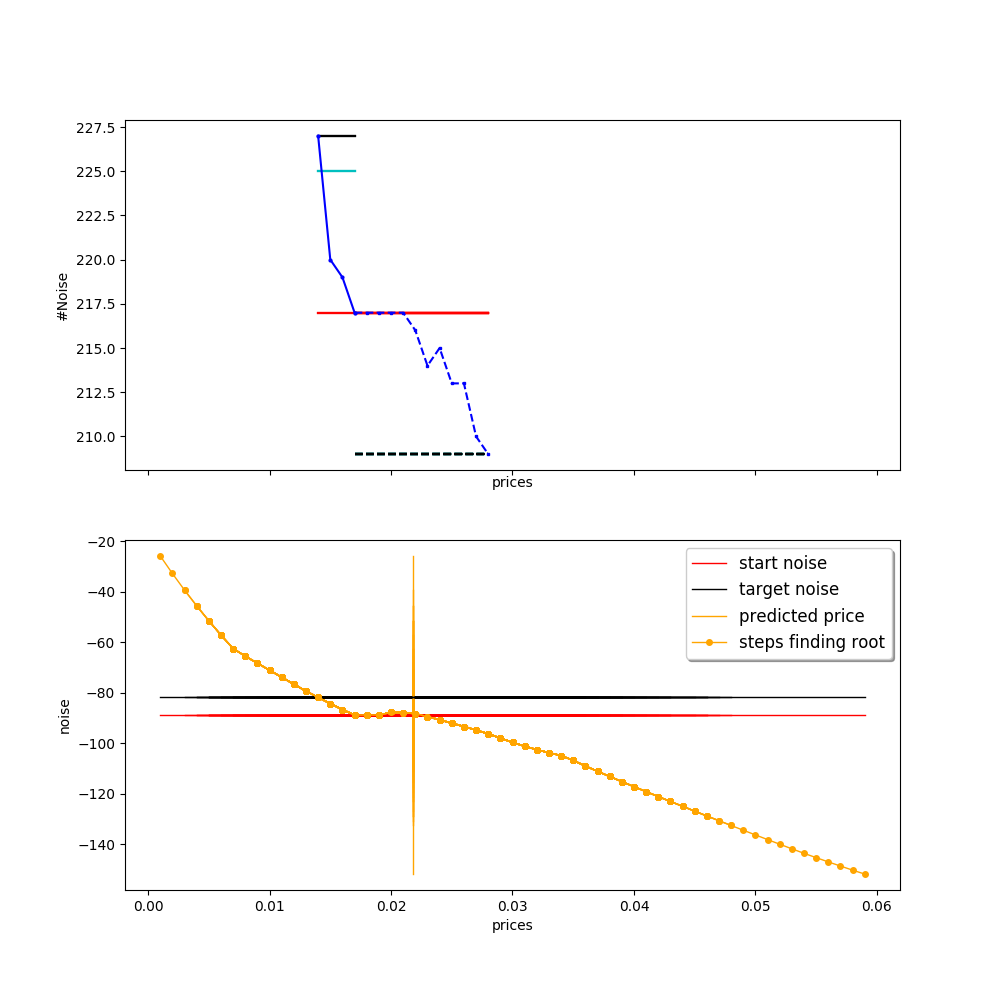 227.5
225.0
222.5
220.0
217.5
215.0
212.5
210.0
#Noise
prices
−20
−40
−60
−80
−100
−120
−140
noise
start noise
target noise
predicted price
steps finding root
0.00 0.01 0.02 0.03 0.04 0.05 0.06
prices